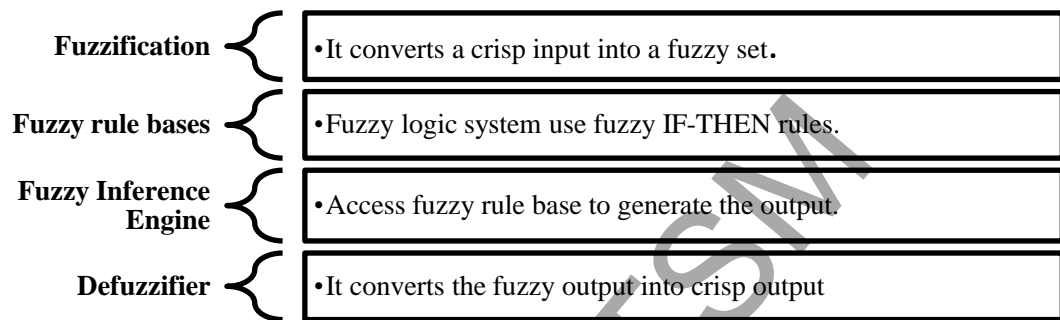 Fuzzification
•It converts a crisp input into a fuzzy set.
Fuzzy rule bases
•Fuzzy logic system use fuzzy IF-THEN rules.
Fuzzy Inference
Engine
•Access fuzzy rule base to generate the output.
Defuzzifier
•It converts the fuzzy output into crisp output
TSM